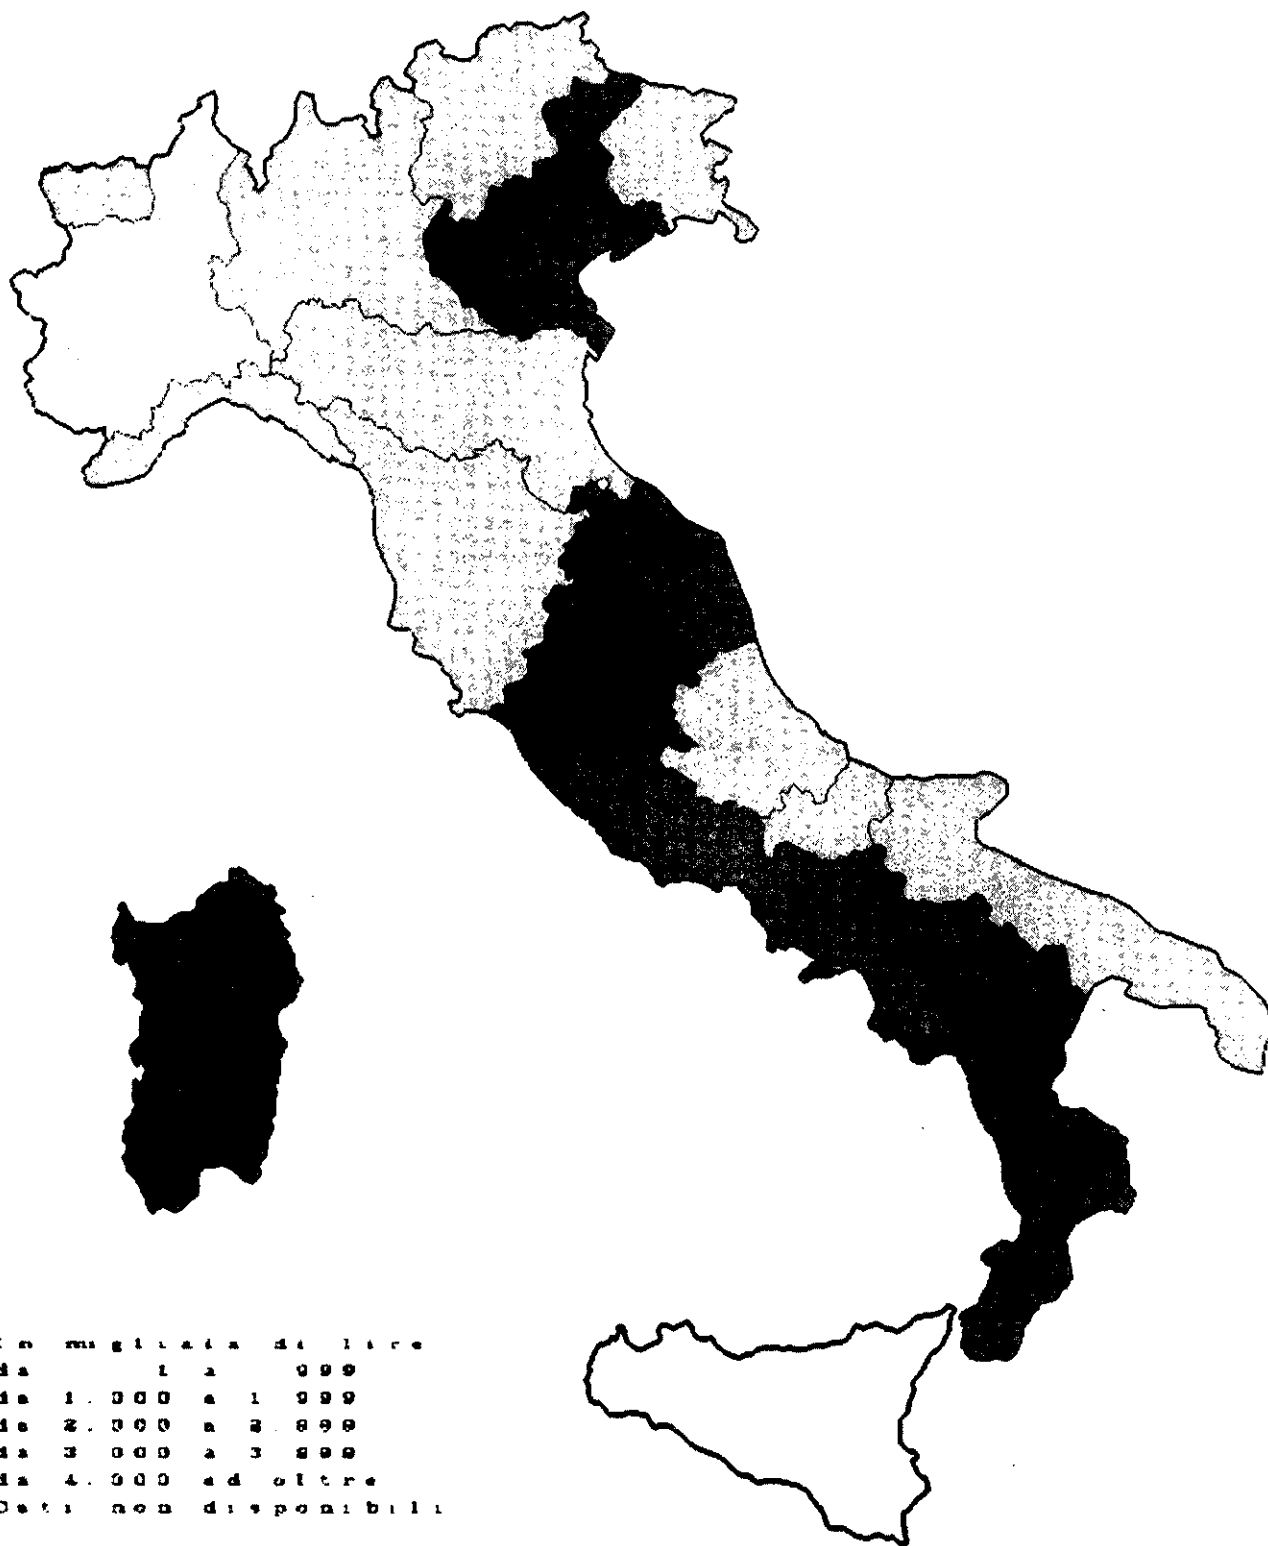 In migliaia di lire
da 1 a 999
da 1.000 a 1 999
da 2.000 a 2.999
da 3 000 a 3 999
da 4.000 ed oltre
Dati non disponibili